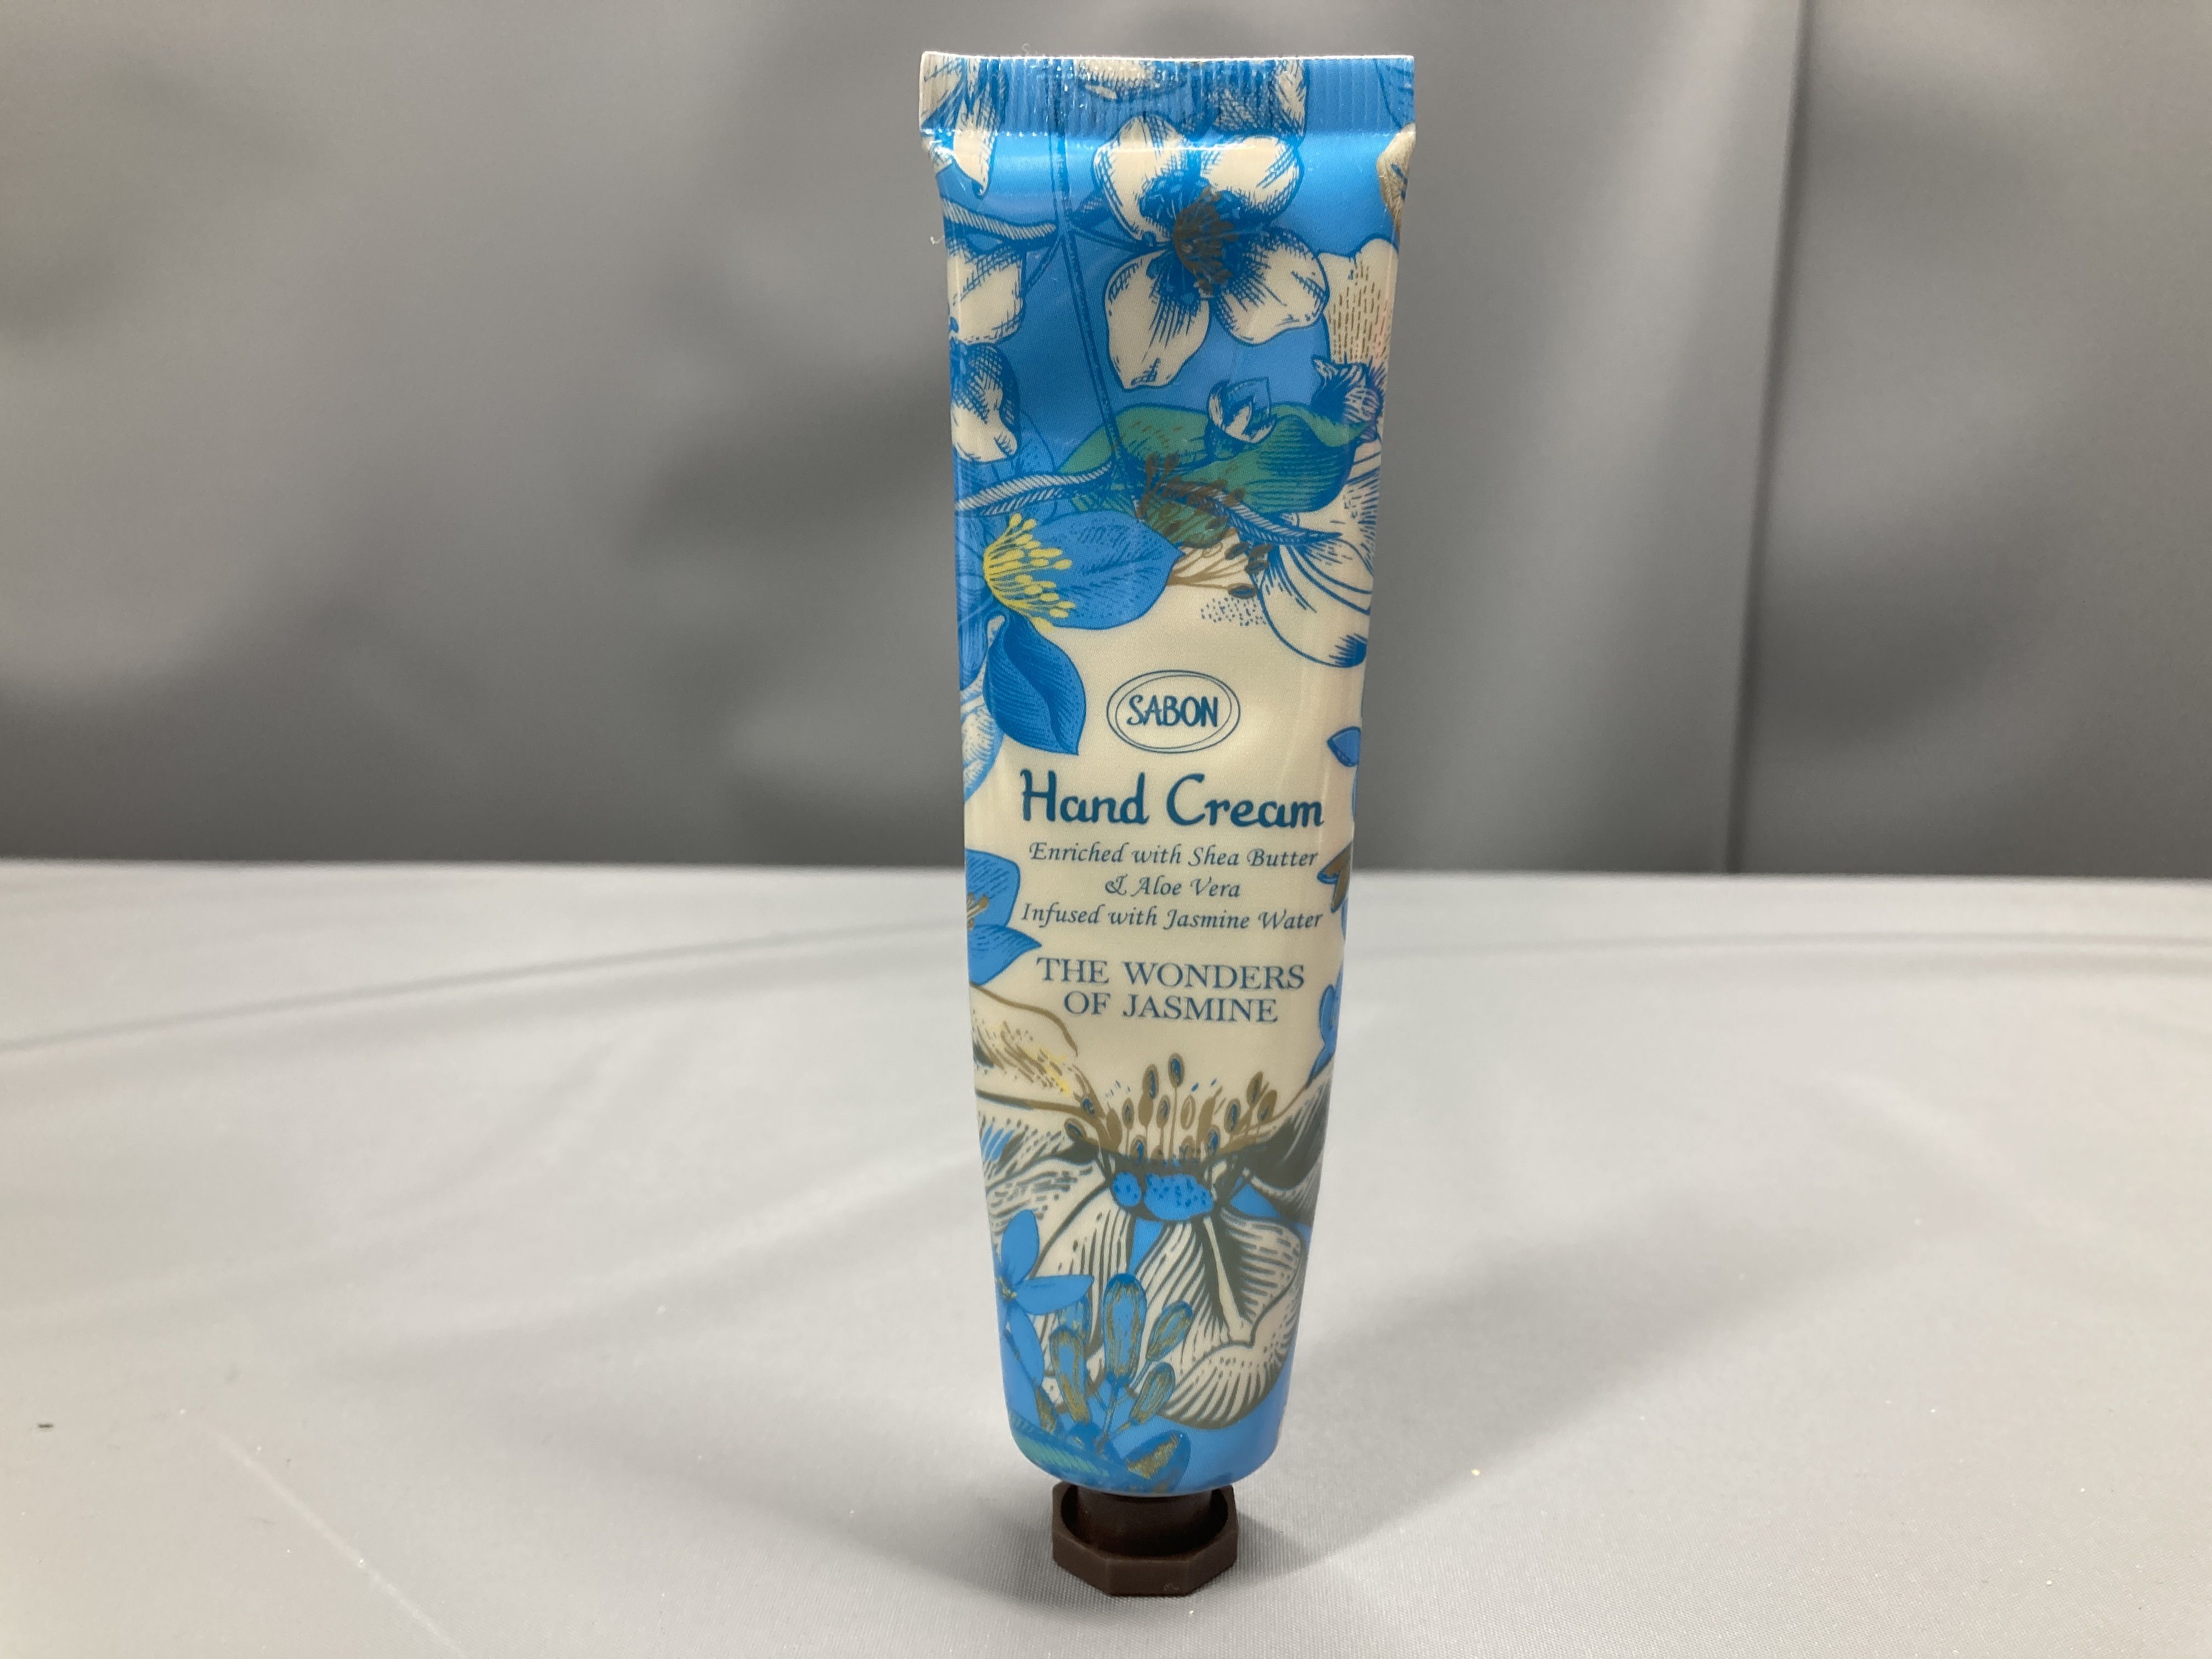 SABON
Hand Cream
Enriched with Shea Butter
& Aloe Vera
Infused with Jasmine Water
THE WONDERS
OF JASMINE